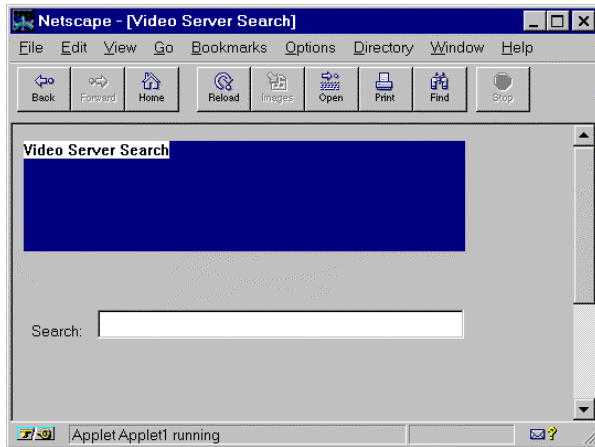 Netscape - [Video Server Search]
File Edit View Go Bookmarks Options Directory Window Help
Back Forward Home Reload Images Open Print Find Stop
Video Server Search
Search:
Applet Applet1 running